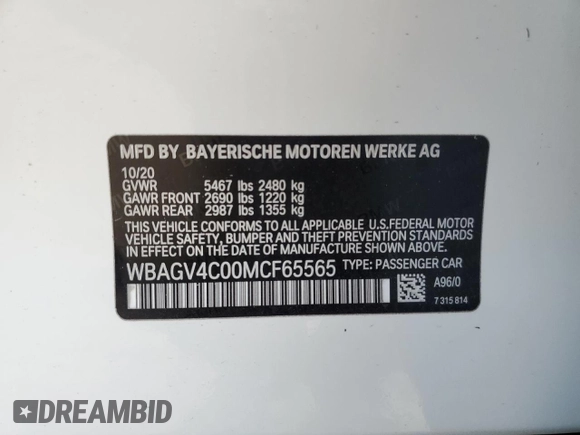 MFD BY BAYERISCHE MOTOREN WERKE AG
10/20
GVWR 5467 lbs 2480 kg
GAWR FRONT 2690 lbs 1220 kg
GAWR REAR 2987 lbs 1355 kg
THIS VEHICLE CONFORMS TO ALL APPLICABLE U.S.FEDERAL MOTOR
VEHICLE SAFETY, BUMPER, AND THEFT PREVENTION STANDARDS
IN EFFECT ON THE DATE OF MANUFACTURE SHOWN ABOVE.
WBAGV4C00MCF65565 TYPE: PASSENGER CAR
A96/0
7 315 814
DREAMBID